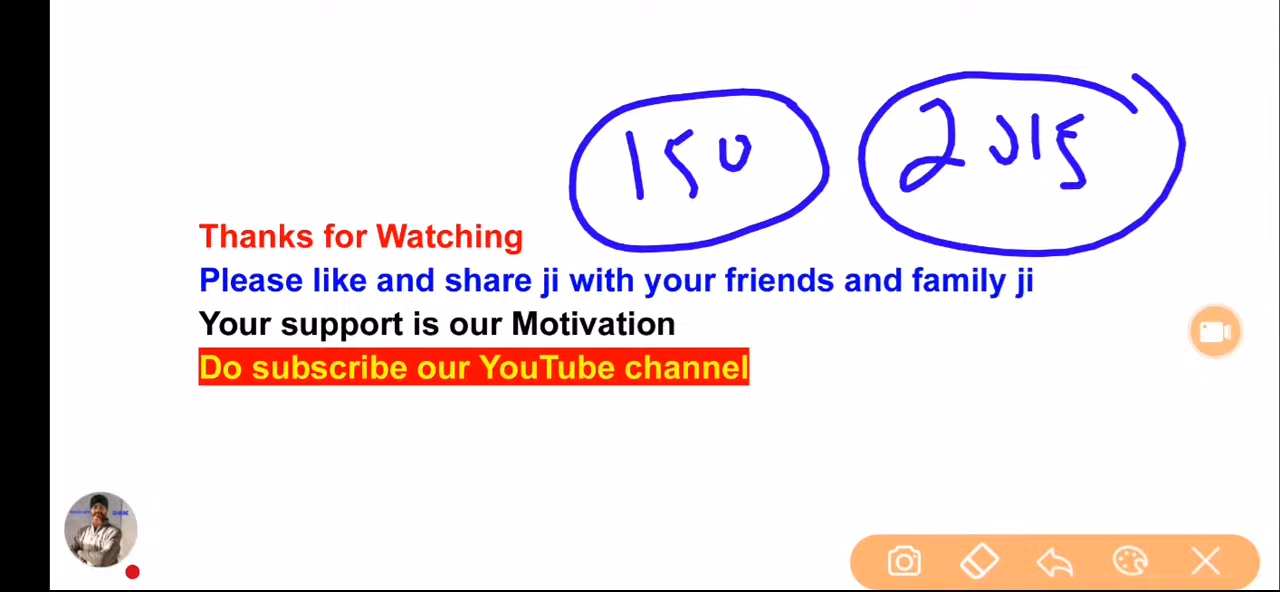 150 2015
Thanks for Watching
Please like and share ji with your friends and family ji
Your support is our Motivation
Do subscribe our YouTube channel